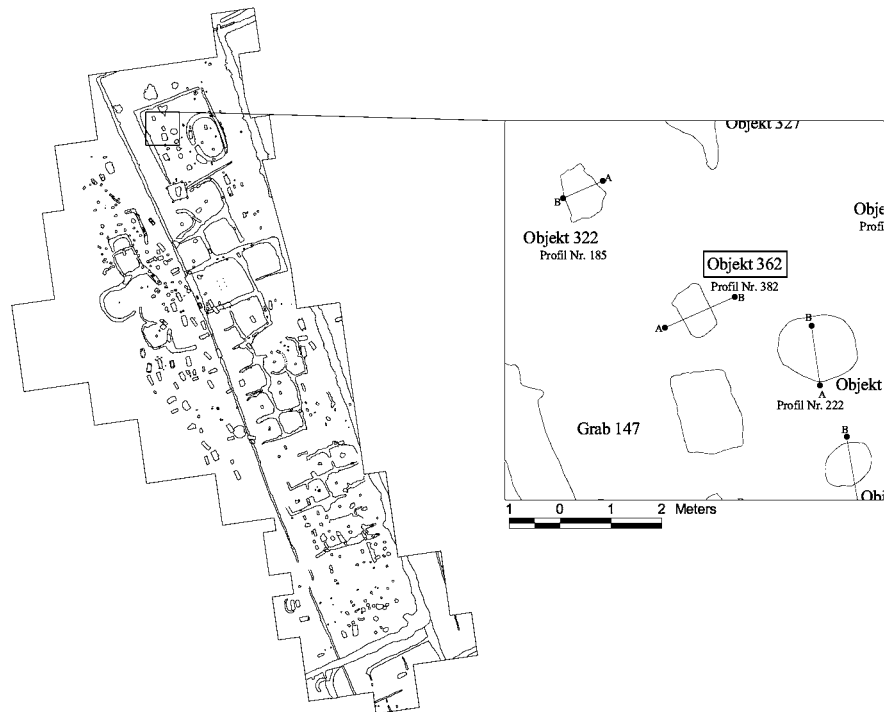 Objekt 327
A
B
Obje
Profi
Objekt 322
Profil Nr. 185
Objekt 362
Profil Nr. 382
B
A
B
Objekt
A
Profil Nr. 222
Grab 147
B
Obj
1 0 1 2 Meters